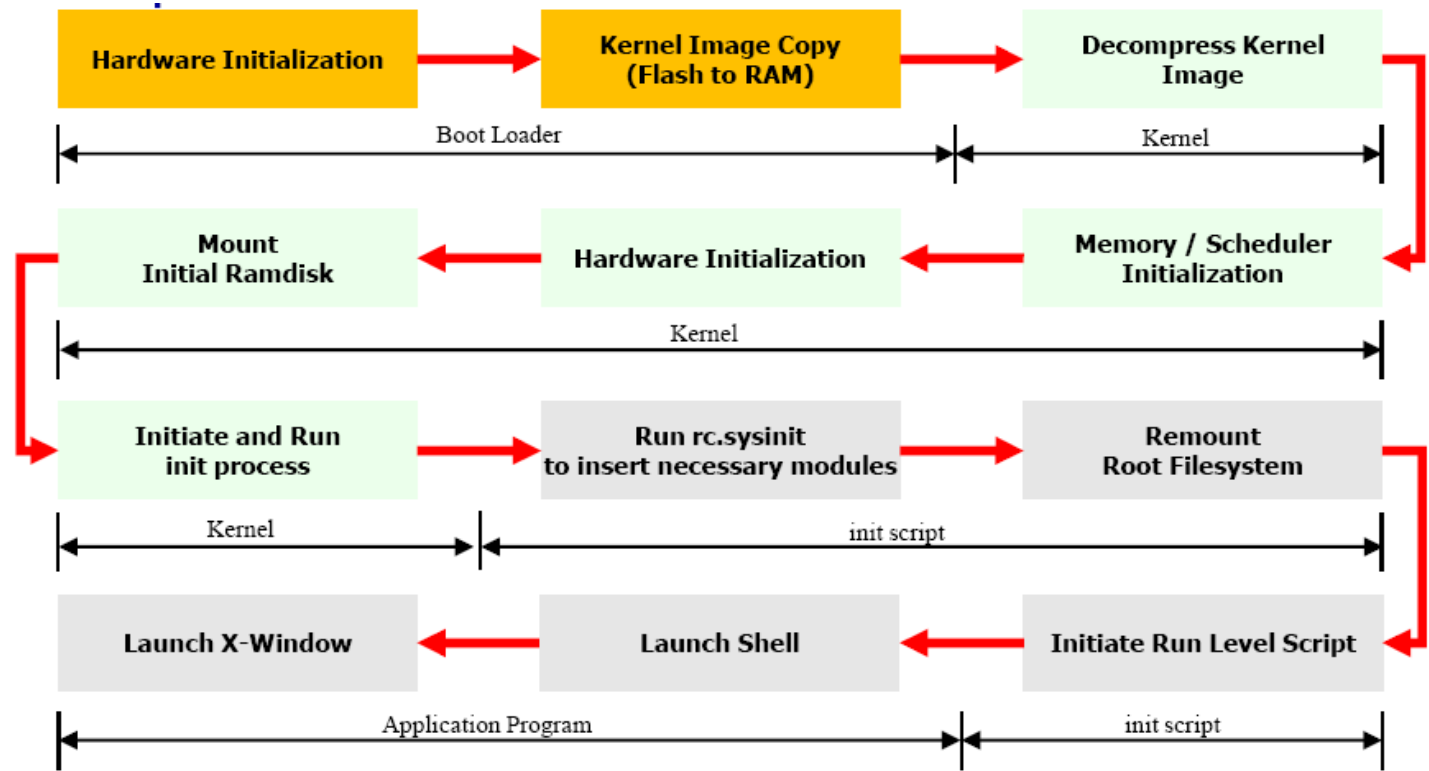 Hardware Initialization
Kernel Image Copy
(Flash to RAM)
Decompress Kernel
Image
Boot Loader
Kernel
Mount
Initial Ramdisk
Hardware Initialization
Memory / Scheduler
Initialization
Kernel
Initiate and Run
init process
Run rc.sysinit
to insert necessary modules
Remount
Root Filesystem
Kernel
init script
Launch X-Window
Launch Shell
Initiate Run Level Script
Application Program
init script